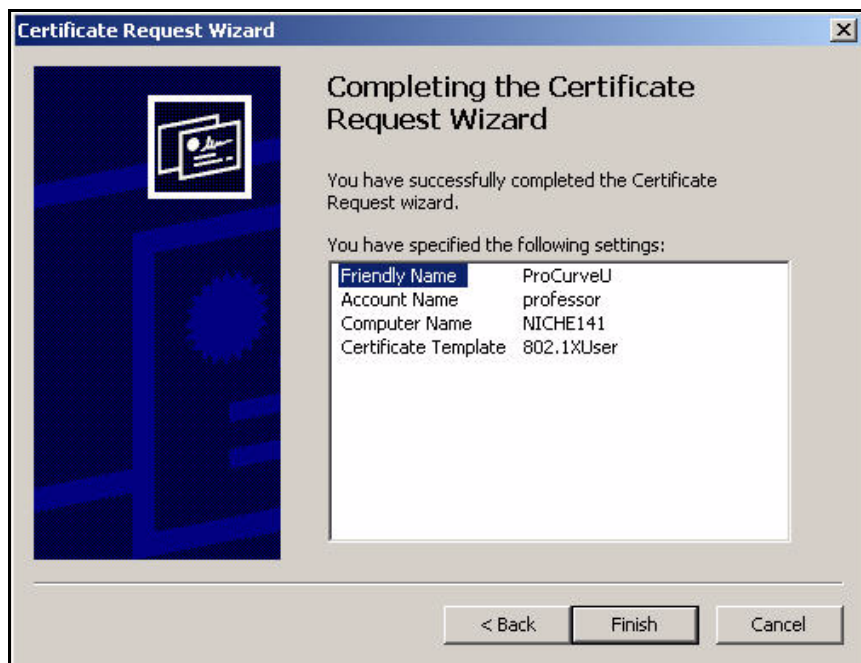 Certificate Request Wizard
Completing the Certificate
Request Wizard
You have successfully completed the Certificate
Request wizard.
You have specified the following settings:
Friendly Name ProCurveU
Account Name professor
Computer Name NICHE141
Certificate Template 802.1XUser
< Back Finish Cancel